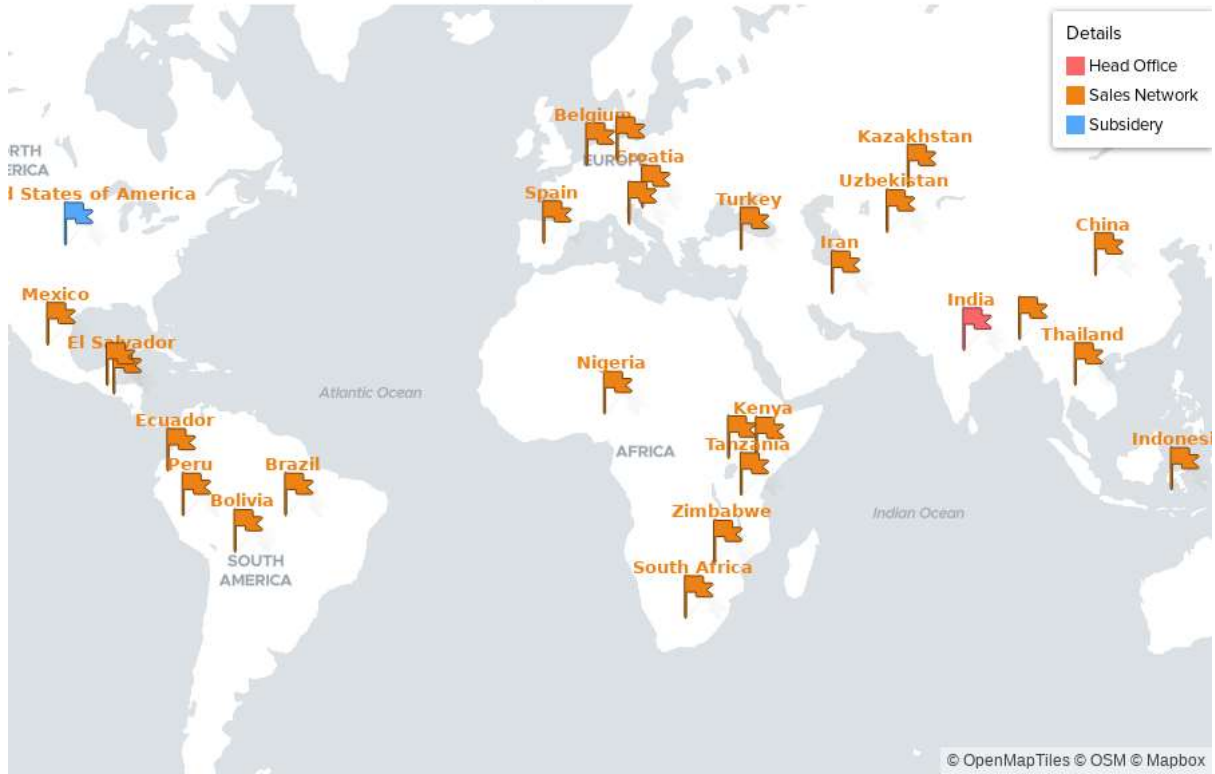 Details
Head Office
Sales Network
Subsidery
Belgium
EUROPE
Croatia
Kazakhstan
RTH
ERICA
d States of America
Spain
Turkey
Uzbekistan
China
Iran
Mexico
India
El Salvador
Thailand
Nigeria
Atlantic Ocean
Ecuador
Kenya
Tanzania
AFRICA
Indonesi
Peru
Brazil
Bolivia
Zimbabwe
Indian Ocean
SOUTH
AMERICA
South Africa
© OpenMapTiles © OSM © Mapbox